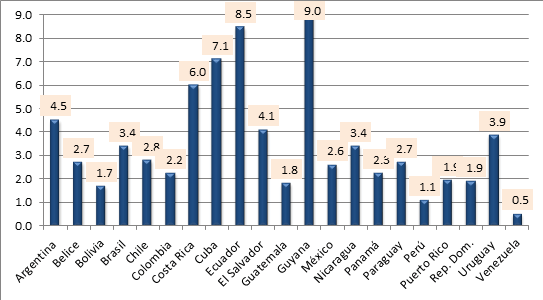 9.0
8.0
7.0
6.0
5.0
4.0
3.0
2.0
1.0
0.0
4.5
2.7
1.7
3.4
2.8
2.2
6.0
7.1
8.5
4.1
1.8
9.0
2.6
3.4
2.3
2.7
1.1
1.9
1.9
3.9
0.5
Argentina
Belice
Bolivia
Brasil
Chile
Colombia
Costa Rica
Cuba
Ecuador
El Salvador
Guatemala
Guyana
México
Nicaragua
Panamá
Paraguay
Perú
Puerto Rico
Rep. Dom.
Uruguay
Venezuela